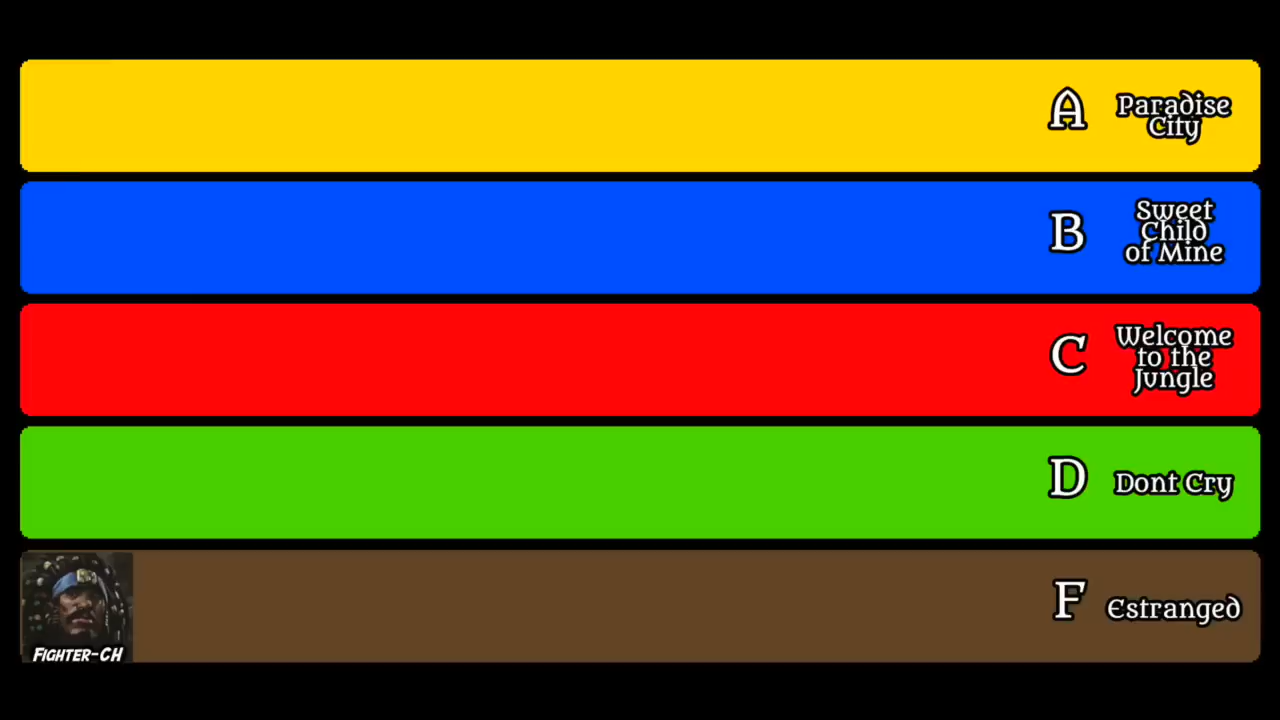 A
Paradise
City
B
Sweet
Child
of Mine
C
Welcome
to the
Jungle
D
Dont Cry
F
Estranged
FIGHTER-CH